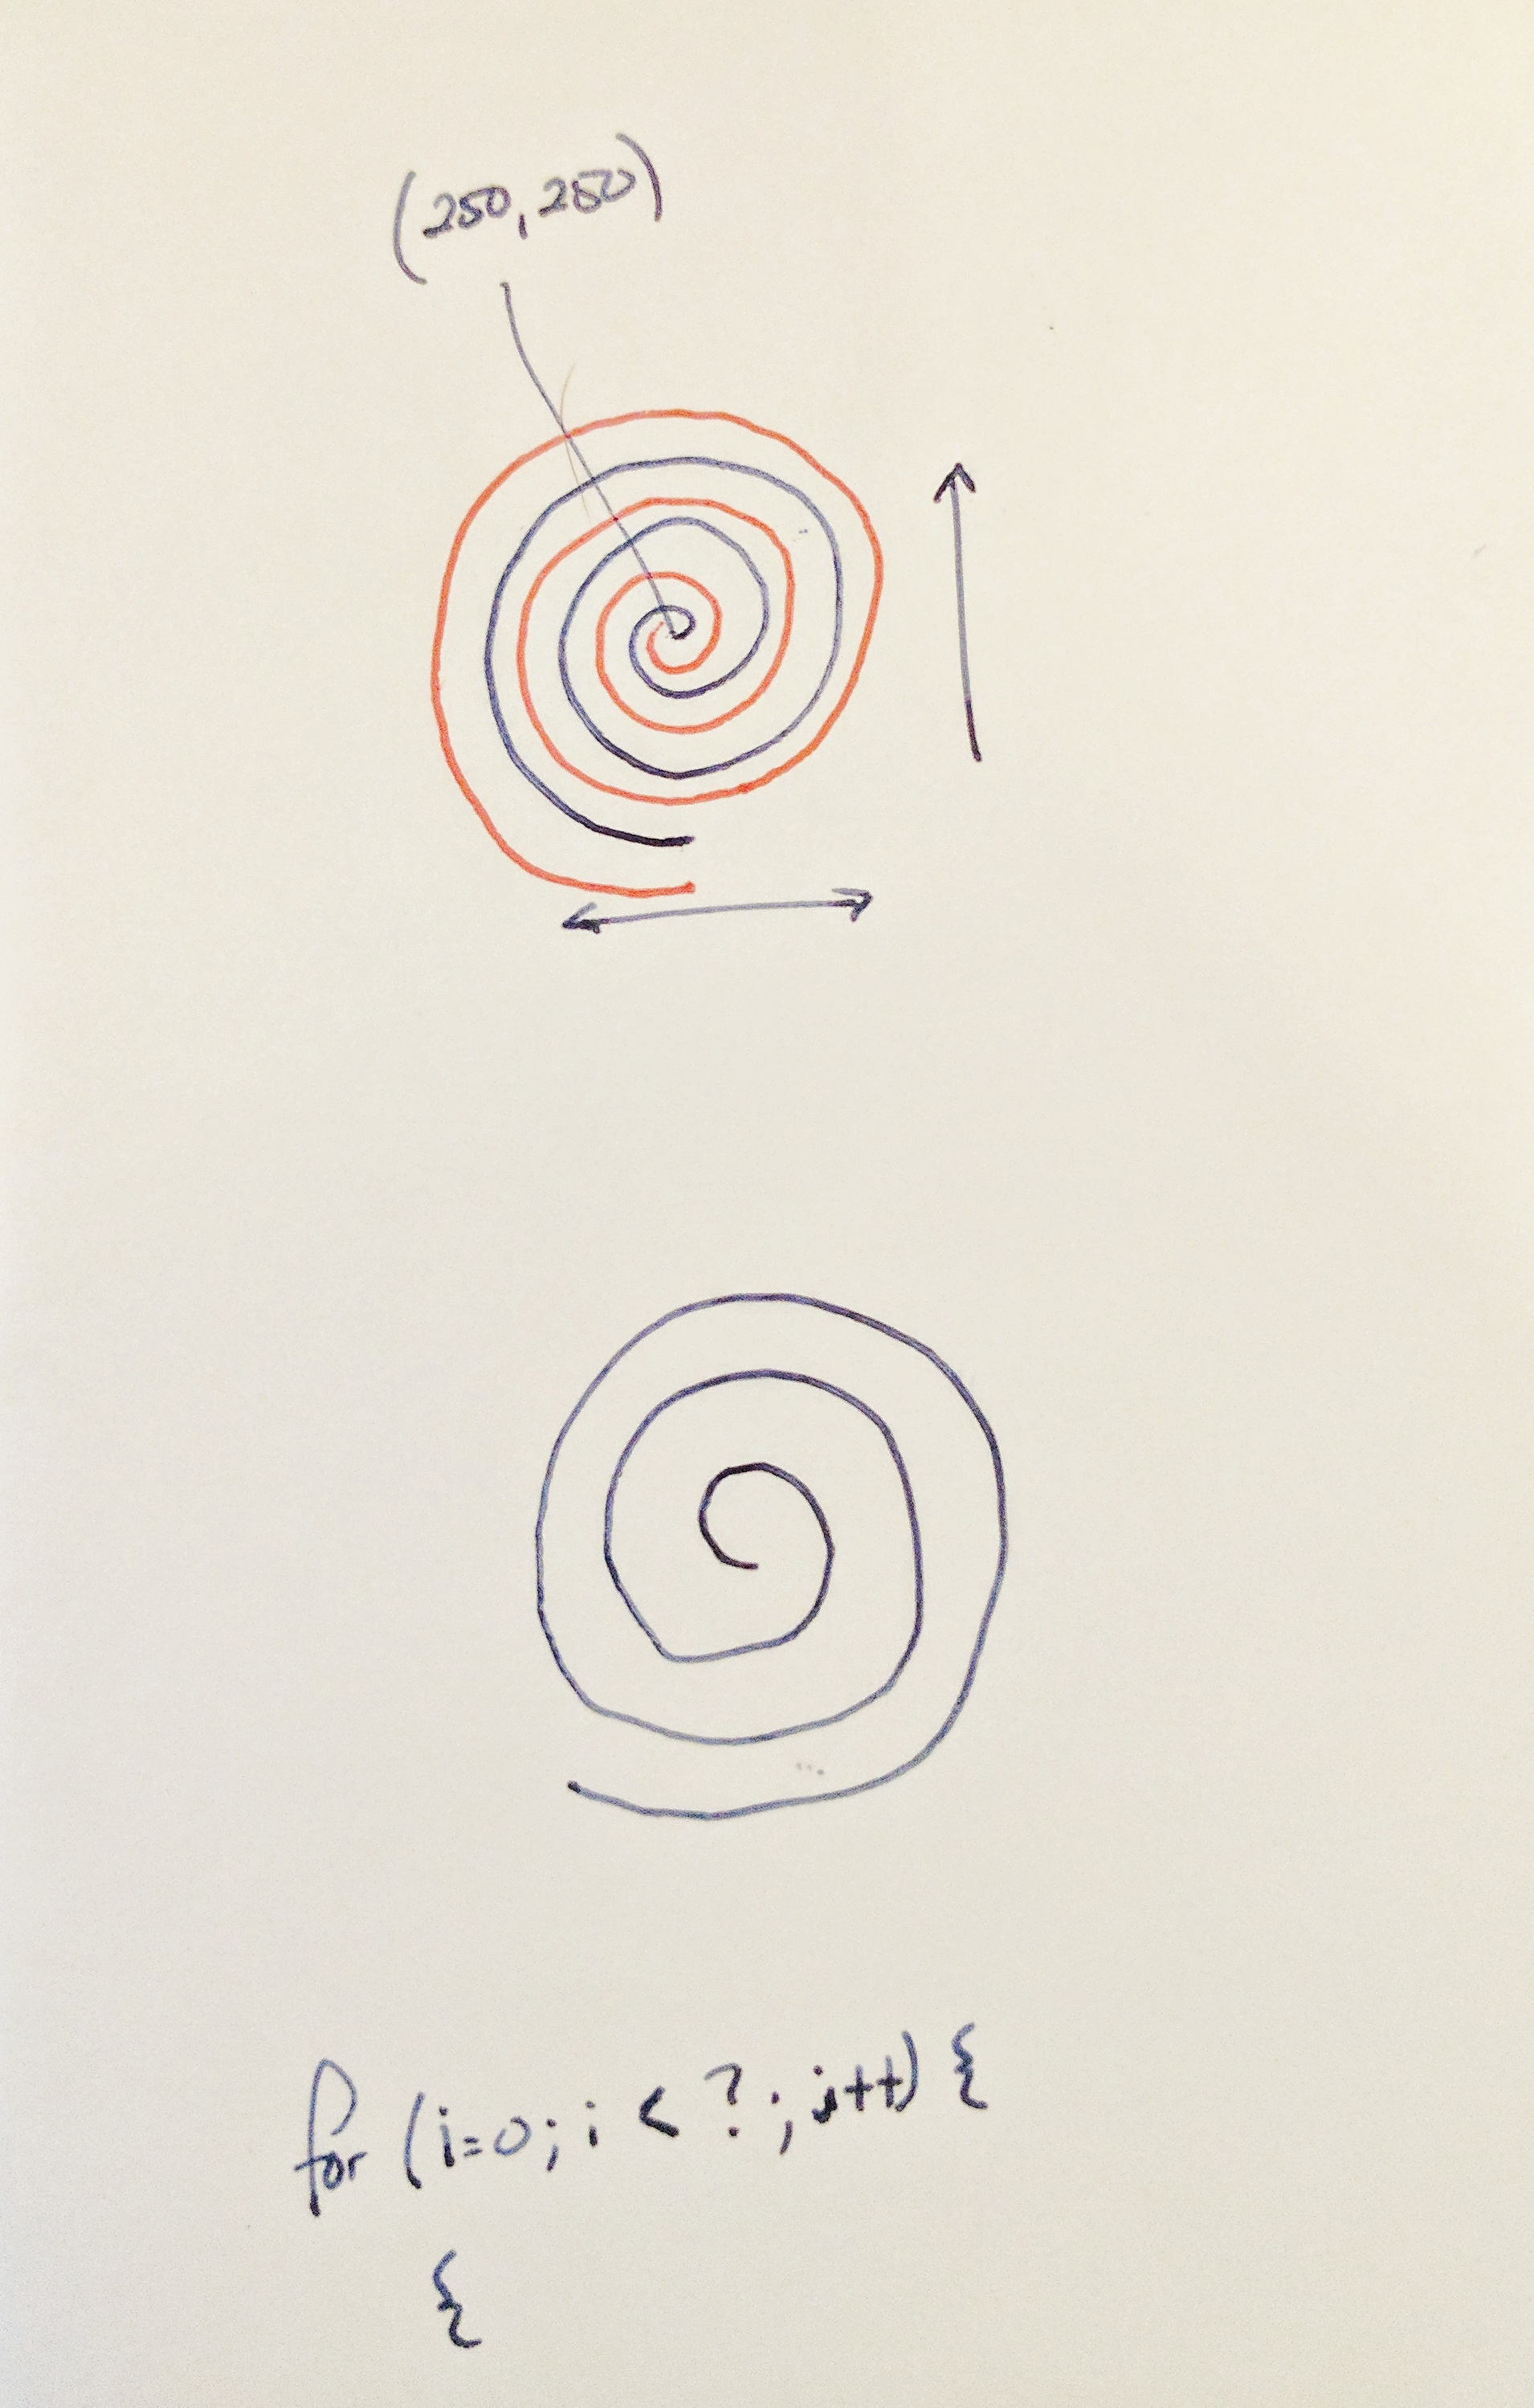 (250, 250)
for (i=0; i < ?; i++) {
{